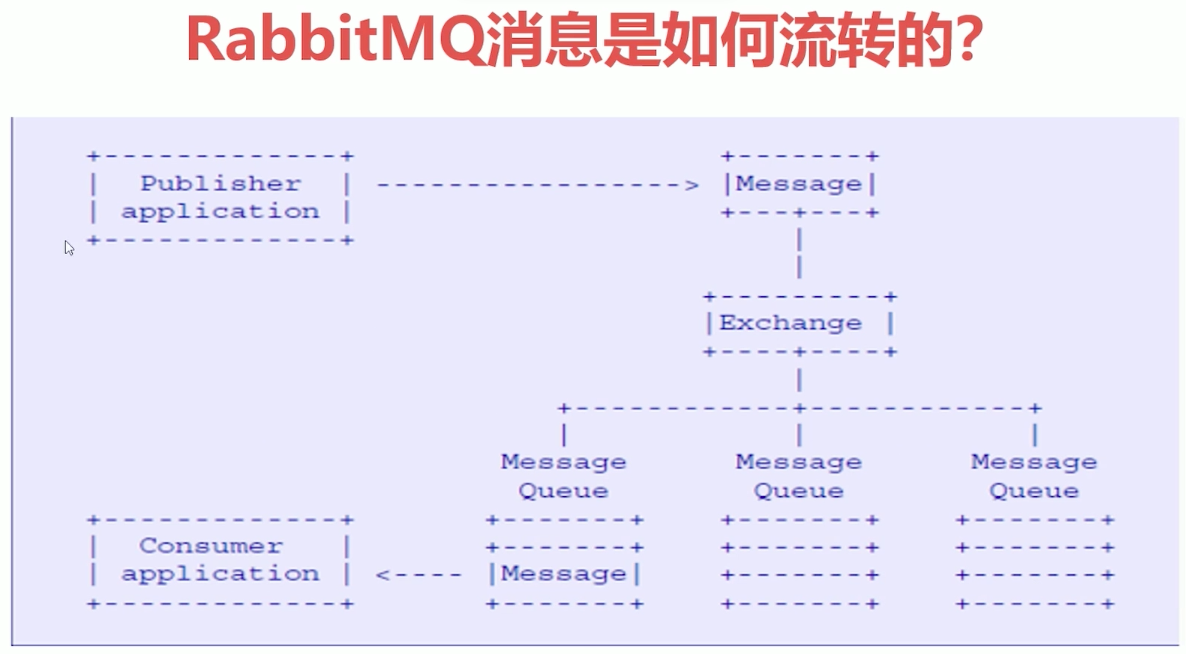 RabbitMQ消息是如何流转的?
+-------------+ +-------+
| Publisher | -----------------> |Message|
| application | +---+---+
+-------------+ |
|
+---------+
|Exchange |
+----+----+
|
+------------+------------+
| | |
Message Message Message
Queue Queue Queue
+-------------+ +-------+ +-------+ +-------+
| Consumer | +-------+ +-------+ +-------+
| application | <---- |Message| +-------+ +-------+
+-------------+ +-------+ +-------+ +-------+